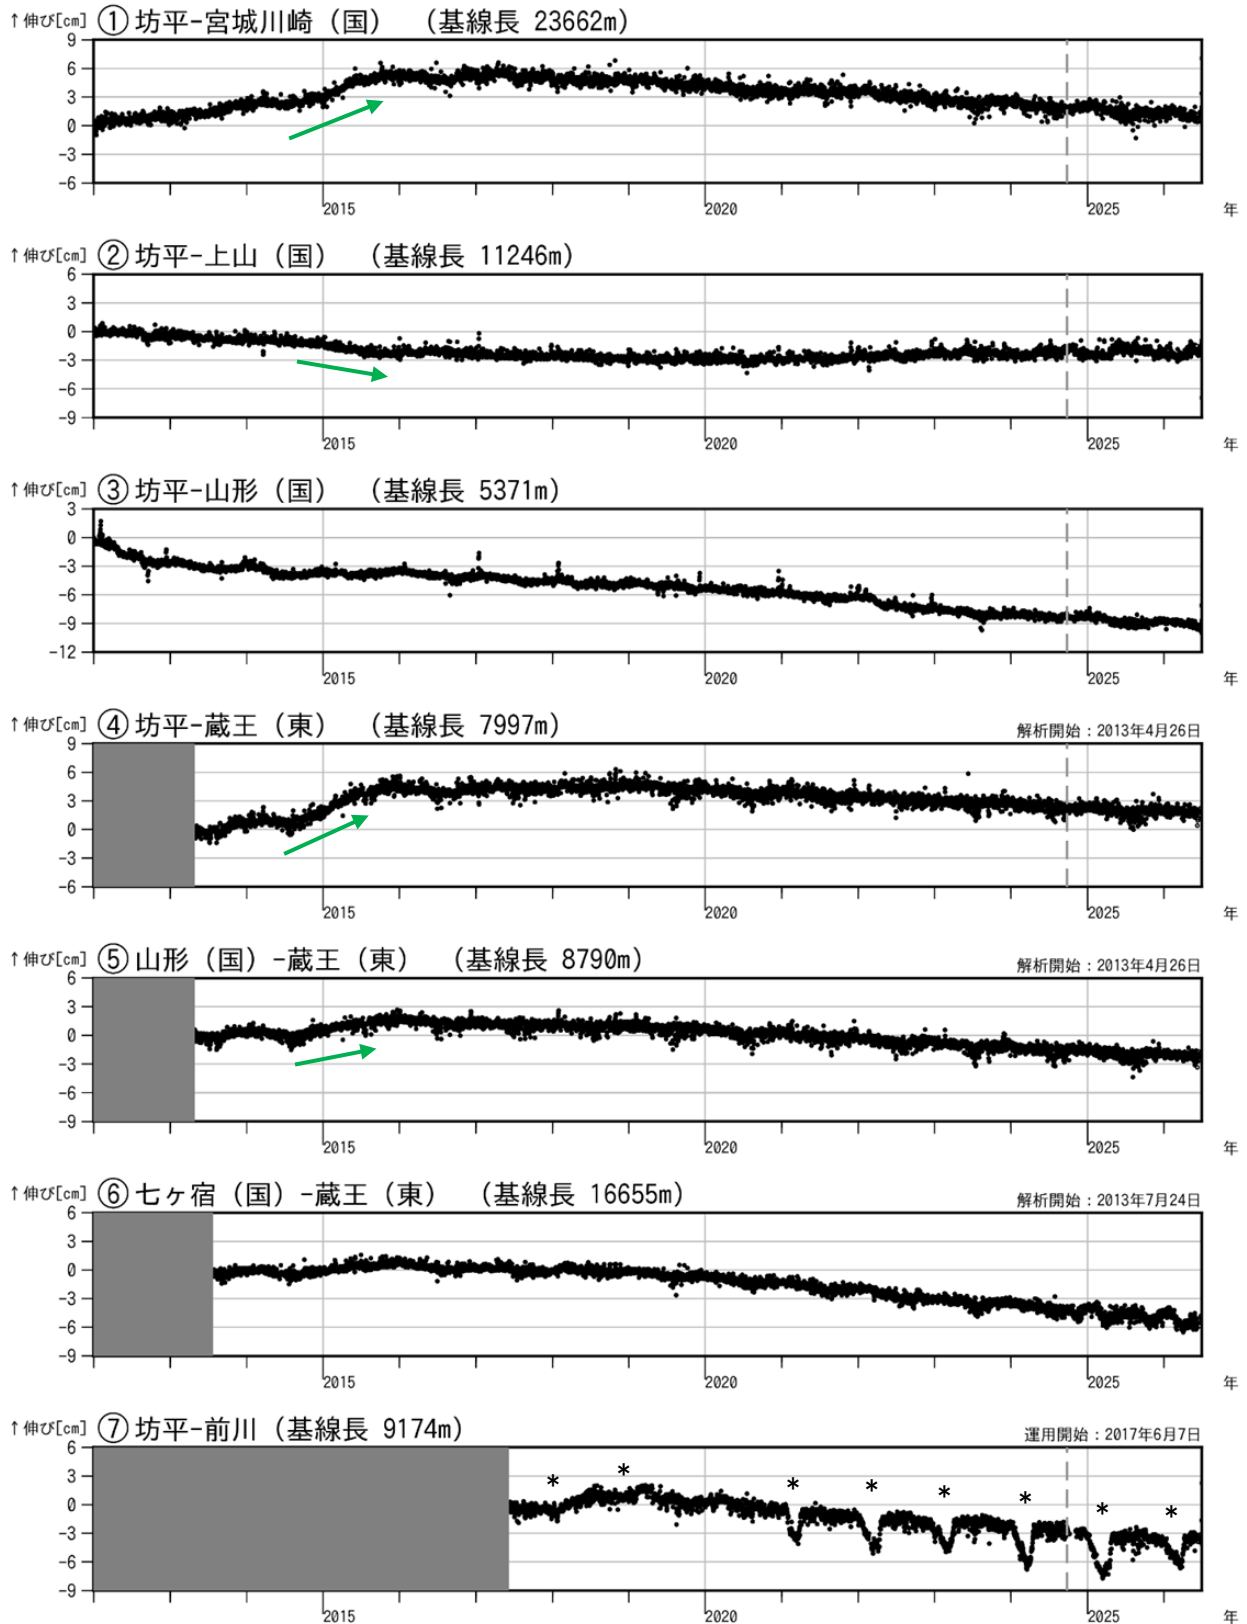 ↑伸び[cm] ①坊平−宮城川崎（国） （基線長 23662m）
9
6
3
0
−3
−6
2015 2020 2025 年
↑伸び[cm] ②坊平−上山（国） （基線長 11246m）
6
3
0
−3
−6
−9
2015 2020 2025 年
↑伸び[cm] ③坊平−山形（国） （基線長 5371m）
3
0
−3
−6
−9
−12
2015 2020 2025 年
↑伸び[cm] ④坊平−蔵王（東） （基線長 7997m） 解析開始：2013年4月26日
9
6
3
0
−3
−6
2015 2020 2025 年
↑伸び[cm] ⑤山形（国）−蔵王（東） （基線長 8790m） 解析開始：2013年4月26日
6
3
0
−3
−6
−9
2015 2020 2025 年
↑伸び[cm] ⑥七ヶ宿（国）−蔵王（東） （基線長 16655m） 解析開始：2013年7月24日
6
3
0
−3
−6
−9
2015 2020 2025 年
↑伸び[cm] ⑦坊平−前川（基線長 9174m） 運用開始：2017年6月7日
6
3
0
−3
−6
−9
* * * * * * * *
2015 2020 2025 年